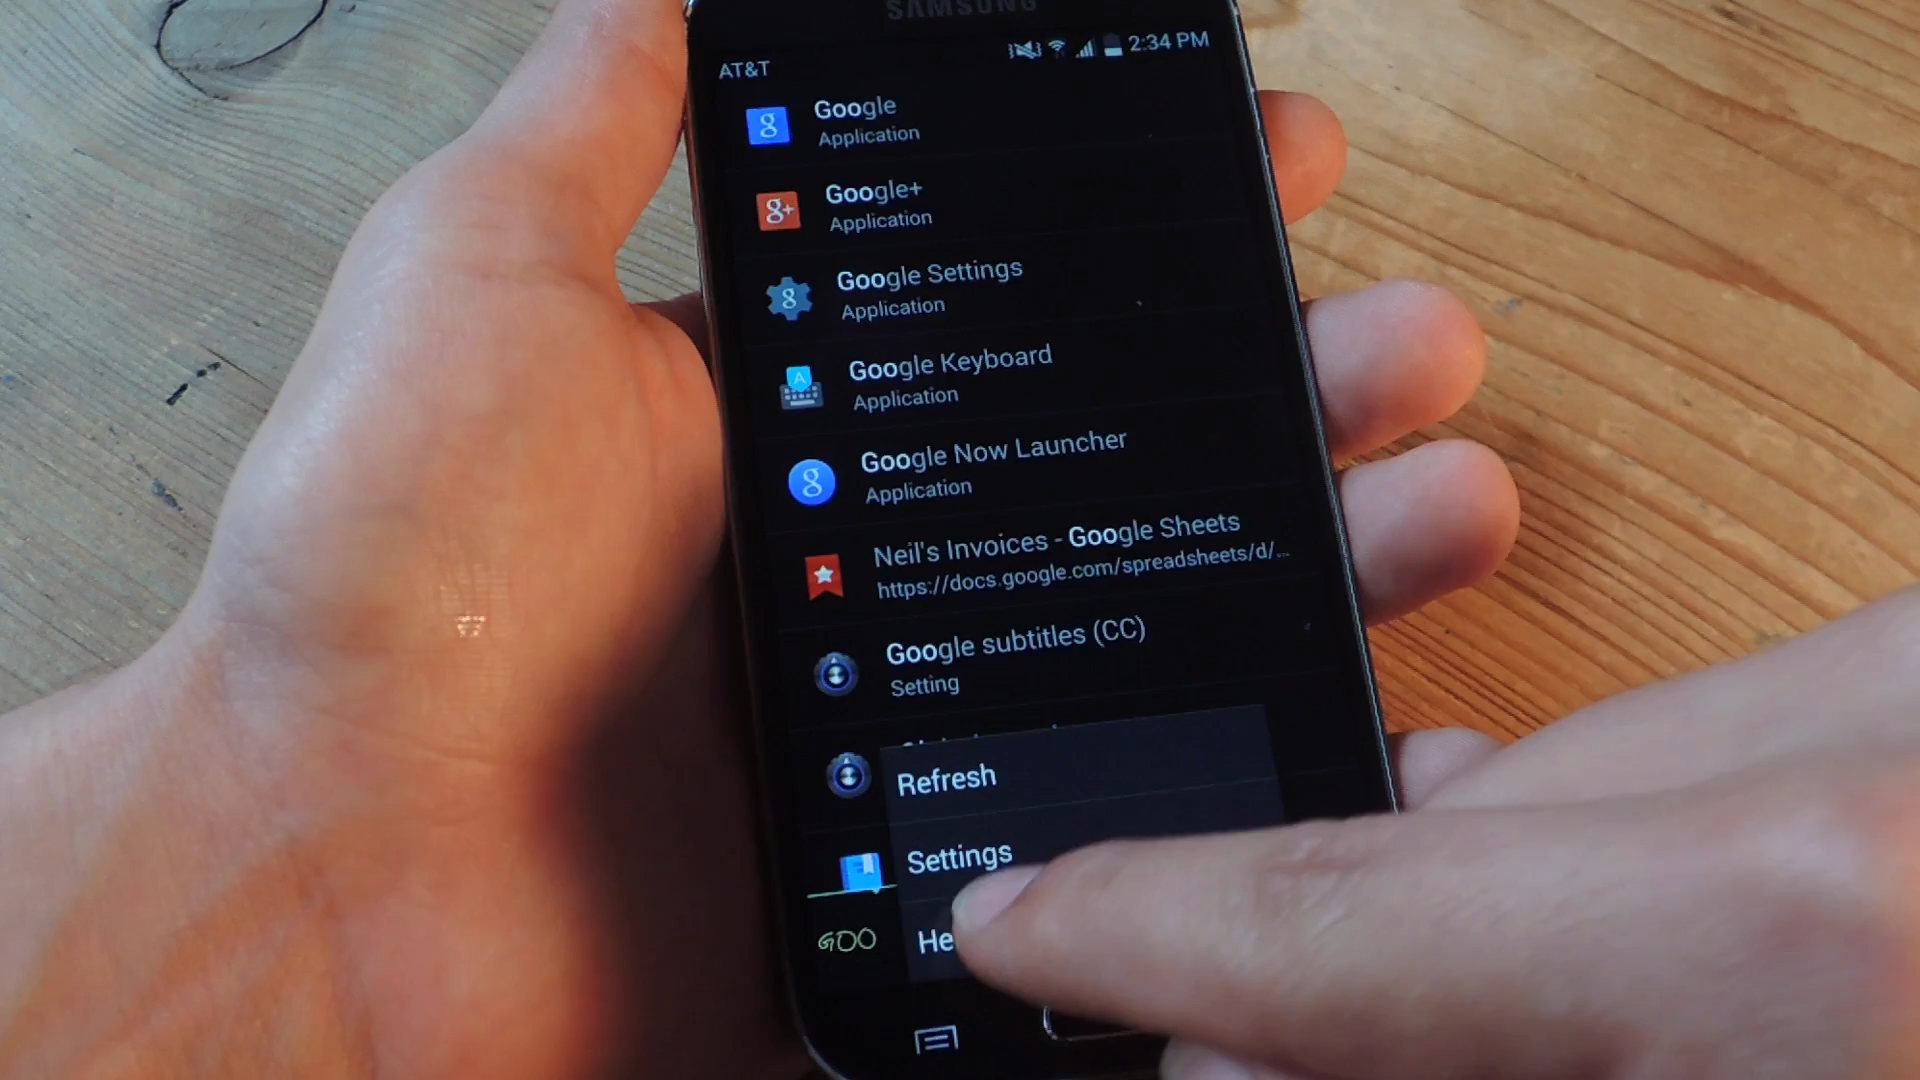 SAMSUNG
AT&T
2:34 PM
Google
Application
Google+
Application
Google Settings
Application
Google Keyboard
Application
Google Now Launcher
Application
Neil's Invoices - Google Sheets
https://docs.google.com/spreadsheets/d/...
Google subtitles (CC)
Setting
Refresh
Settings
He
GOO